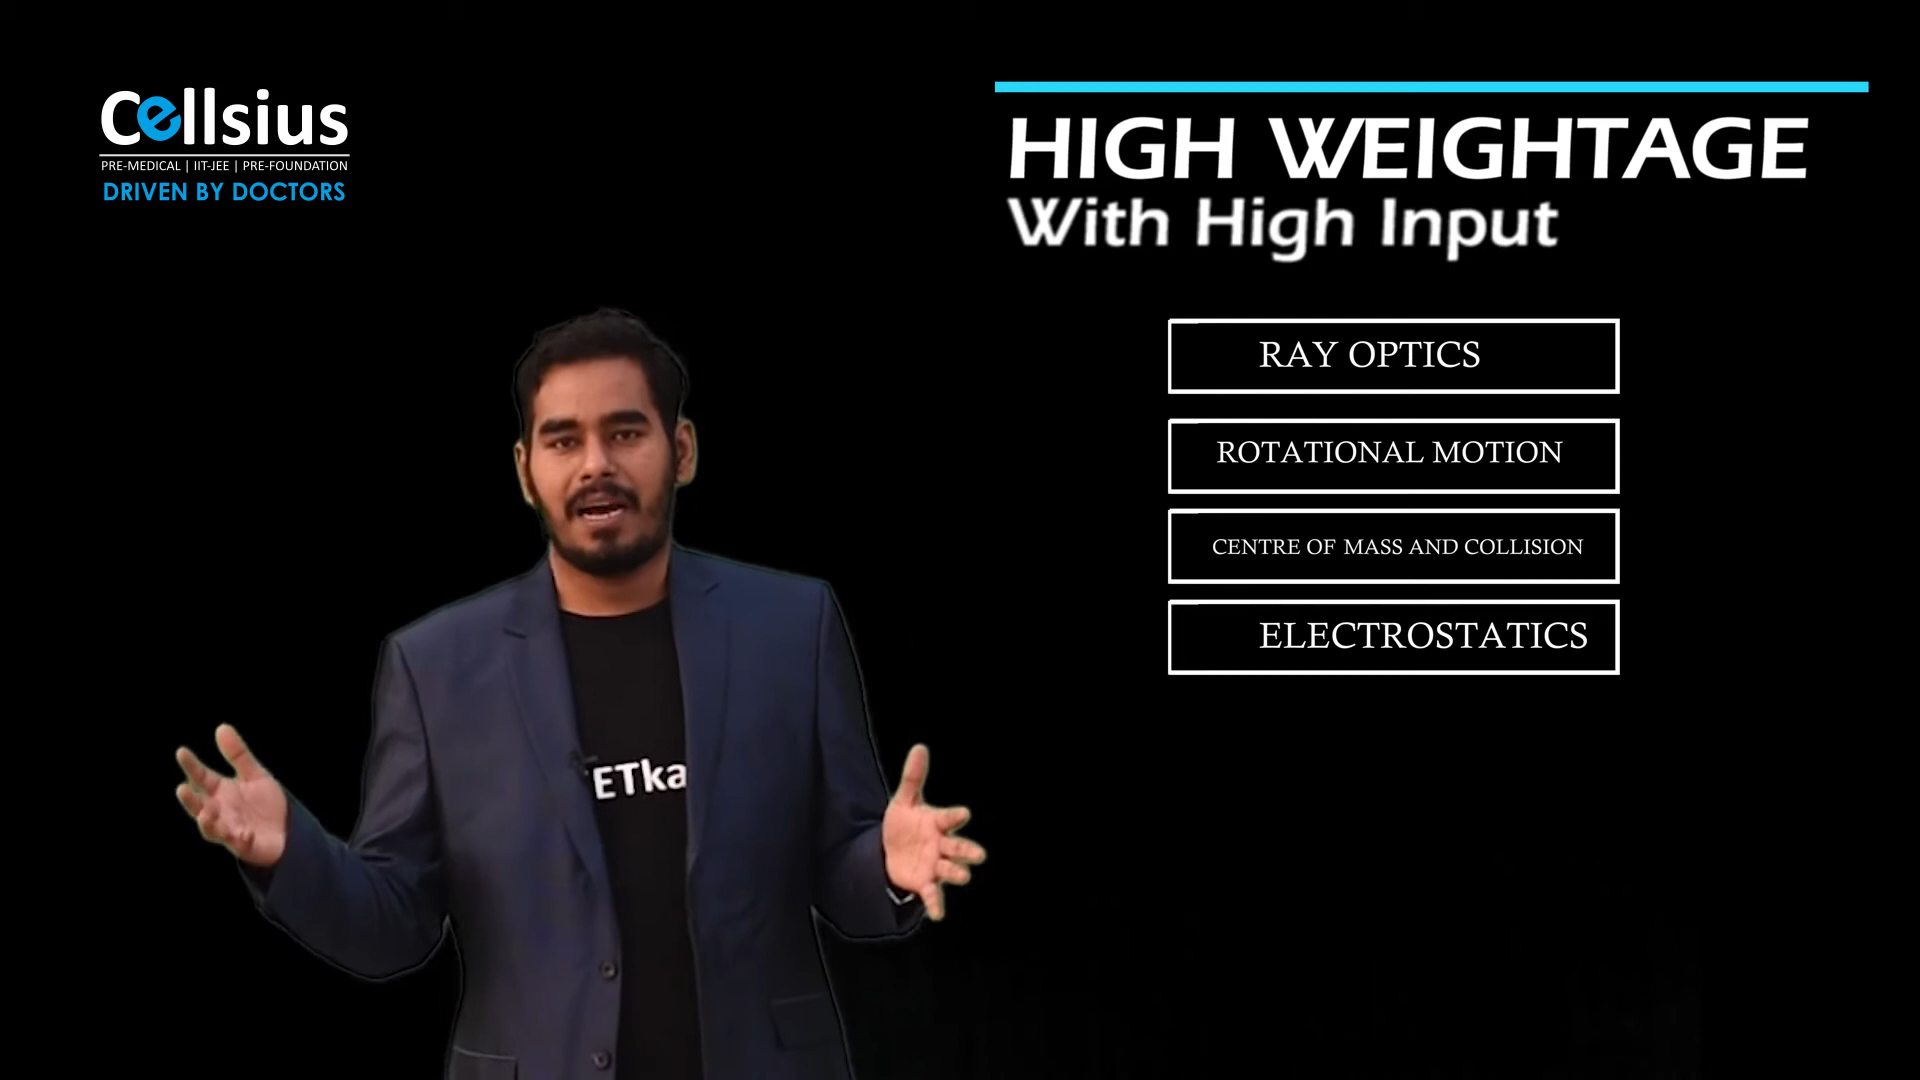 Cellsius
PRE-MEDICAL | IIT-JEE | PRE-FOUNDATION
DRIVEN BY DOCTORS
HIGH WEIGHTAGE
With High Input
RAY OPTICS
ROTATIONAL MOTION
CENTRE OF MASS AND COLLISION
ELECTROSTATICS
ETka